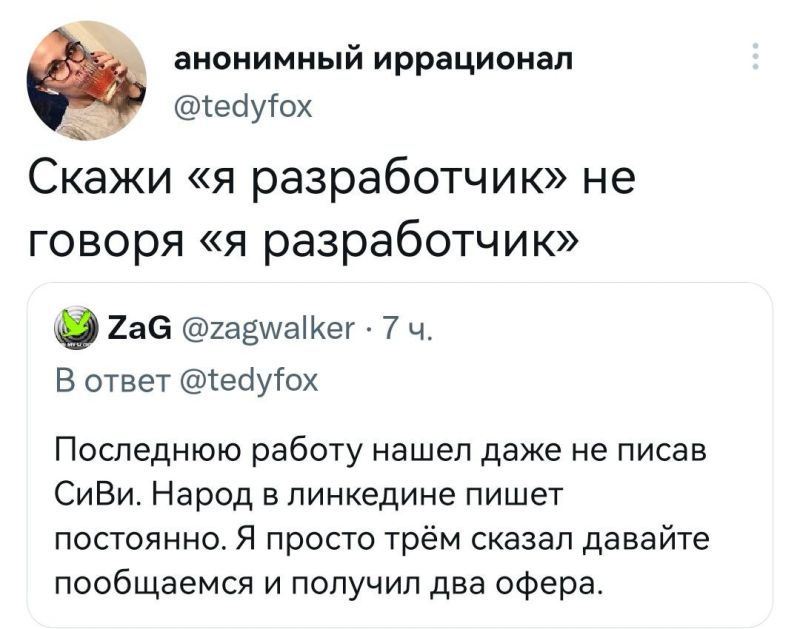 анонимный иррационал
@tedyfox
Скажи «я разработчик» не
говоря «я разработчик»
ZaG @zagwalker · 7 ч.
В ответ @tedyfox
Последнюю работу нашел даже не писав
СиВи. Народ в линкедине пишет
постоянно. Я просто трём сказал давайте
пообщаемся и получил два офера.